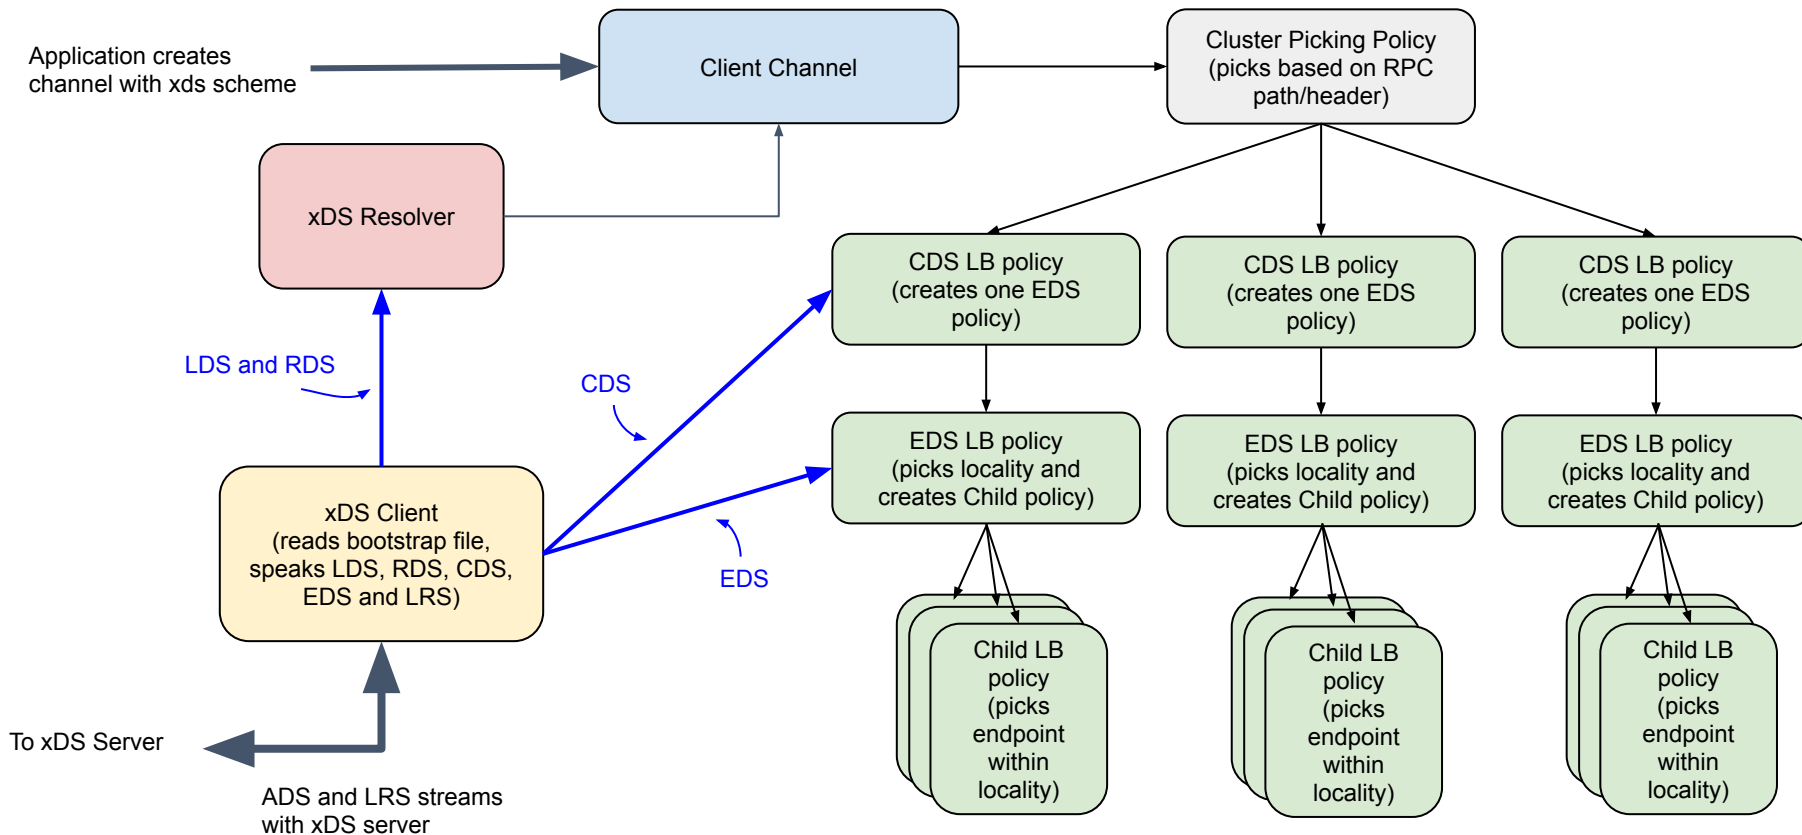 Application creates
channel with xds scheme
Client Channel
Cluster Picking Policy
(picks based on RPC
path/header)
xDS Resolver
CDS LB policy
(creates one EDS
policy)
CDS LB policy
(creates one EDS
policy)
CDS LB policy
(creates one EDS
policy)
LDS and RDS
CDS
EDS LB policy
(picks locality and
creates Child policy)
EDS LB policy
(picks locality and
creates Child policy)
EDS LB policy
(picks locality and
creates Child policy)
xDS Client
(reads bootstrap file,
speaks LDS, RDS, CDS,
EDS and LRS)
EDS
Child LB
policy
(picks
endpoint
within
locality)
Child LB
policy
(picks
endpoint
within
locality)
Child LB
policy
(picks
endpoint
within
locality)
To xDS Server
ADS and LRS streams
with xDS server